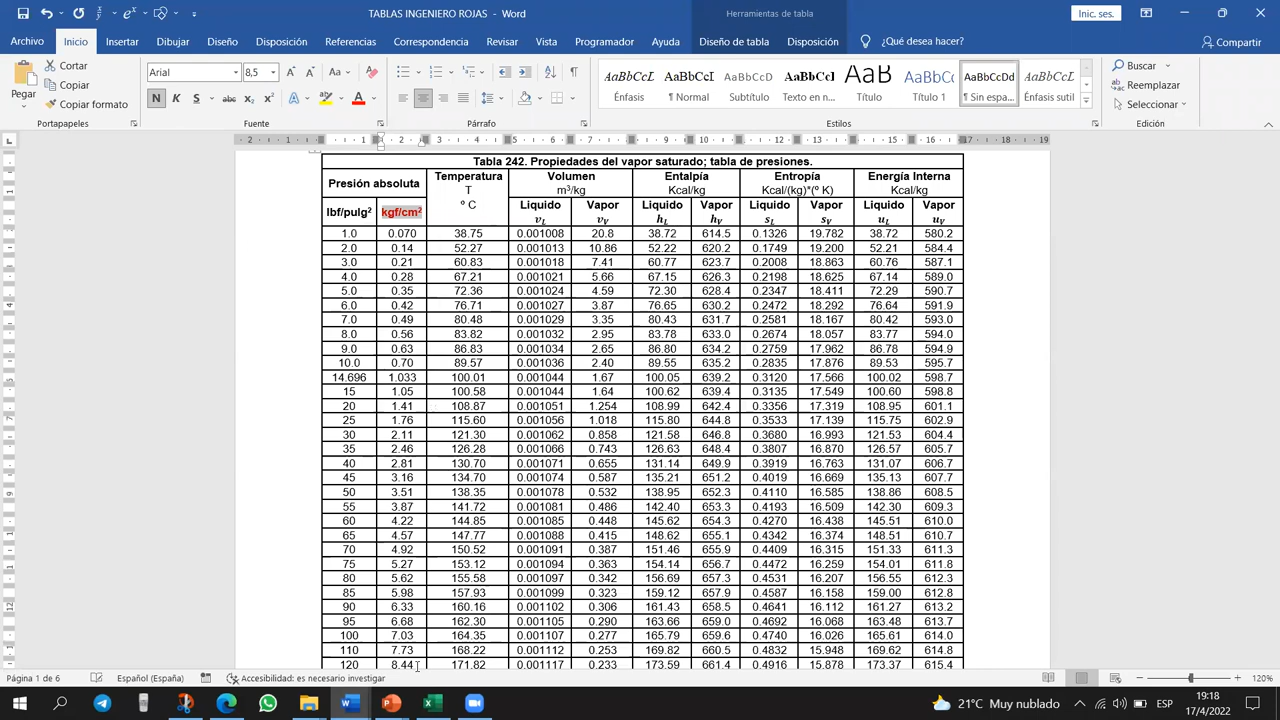 TABLAS INGENIERO ROJAS - Word
Herramientas de tabla
Inic. ses.
Archivo Inicio Insertar Dibujar Diseño Disposición Referencias Correspondencia Revisar Vista Programador Ayuda Diseño de tabla Disposición ¿Qué desea hacer? Compartir
Pegar
Cortar
Copiar
Copiar formato
Arial 8,5
N K S abc x₂ x²
AaBbCcL Énfasis
AaBbCcL ¶ Normal
AaBbCcD Subtítulo
AaBbCcI Texto en n...
AaB Título
AaBbC Título 1
AaBbCcDd ¶ Sin espa...
AaBbCcL Énfasis sutil
Buscar
Reemplazar
Seleccionar
Portapapeles Fuente Párrafo Estilos Edición
2 1 1 2 3 4 5 6 7 8 9 10 11 12 13 14 15 16 17 18 19
Tabla 242. Propiedades del vapor saturado; tabla de presiones.
Presión absoluta Temperatura Volumen Entalpía Entropía Energía Interna
T m³/kg Kcal/kg Kcal/(kg)*(º K) Kcal/kg
lbf/pulg² kgf/cm² º C Liquido Vapor Liquido Vapor Liquido Vapor Liquido Vapor
v_L v_V h_L h_V s_L s_V u_L u_V
1.0 0.070 38.75 0.001008 20.8 38.72 614.5 0.1326 19.782 38.72 580.2
2.0 0.14 52.27 0.001013 10.86 52.22 620.2 0.1749 19.200 52.21 584.4
3.0 0.21 60.83 0.001018 7.41 60.77 623.7 0.2008 18.863 60.76 587.1
4.0 0.28 67.21 0.001021 5.66 67.15 626.3 0.2198 18.625 67.14 589.0
5.0 0.35 72.36 0.001024 4.59 72.30 628.4 0.2347 18.411 72.29 590.7
6.0 0.42 76.71 0.001027 3.87 76.65 630.2 0.2472 18.292 76.64 591.9
7.0 0.49 80.48 0.001029 3.35 80.43 631.7 0.2581 18.167 80.42 593.0
8.0 0.56 83.82 0.001032 2.95 83.78 633.0 0.2674 18.057 83.77 594.0
9.0 0.63 86.83 0.001034 2.65 86.80 634.2 0.2759 17.962 86.78 594.9
10.0 0.70 89.57 0.001036 2.40 89.55 635.2 0.2835 17.876 89.53 595.7
14.696 1.033 100.01 0.001044 1.67 100.05 639.2 0.3120 17.566 100.02 598.7
15 1.05 100.58 0.001044 1.64 100.62 639.4 0.3135 17.549 100.60 598.8
20 1.41 108.87 0.001051 1.254 108.99 642.4 0.3356 17.319 108.95 601.1
25 1.76 115.60 0.001056 1.018 115.80 644.8 0.3533 17.139 115.75 602.9
30 2.11 121.30 0.001062 0.858 121.58 646.8 0.3680 16.993 121.53 604.4
35 2.46 126.28 0.001066 0.743 126.63 648.4 0.3807 16.870 126.57 605.7
40 2.81 130.70 0.001071 0.655 131.14 649.9 0.3919 16.763 131.07 606.7
45 3.16 134.70 0.001074 0.587 135.21 651.2 0.4019 16.669 135.13 607.7
50 3.51 138.35 0.001078 0.532 138.95 652.3 0.4110 16.585 138.86 608.5
55 3.87 141.72 0.001081 0.486 142.40 653.3 0.4193 16.509 142.30 609.3
60 4.22 144.85 0.001085 0.448 145.62 654.3 0.4270 16.438 145.51 610.0
65 4.57 147.77 0.001088 0.415 148.62 655.1 0.4342 16.374 148.51 610.7
70 4.92 150.52 0.001091 0.387 151.46 655.9 0.4409 16.315 151.33 611.3
75 5.27 153.12 0.001094 0.363 154.14 656.7 0.4472 16.259 154.01 611.8
80 5.62 155.58 0.001097 0.342 156.69 657.3 0.4531 16.207 156.55 612.3
85 5.98 157.93 0.001099 0.323 159.12 657.9 0.4587 16.158 159.00 612.8
90 6.33 160.16 0.001102 0.306 161.43 658.5 0.4641 16.112 161.27 613.2
95 6.68 162.30 0.001105 0.290 163.66 659.0 0.4692 16.068 163.48 613.7
100 7.03 164.35 0.001107 0.277 165.79 659.6 0.4740 16.026 165.61 614.0
110 7.73 168.22 0.001112 0.253 169.82 660.5 0.4832 15.948 169.62 614.8
120 8.44 171.82 0.001117 0.233 173.59 661.4 0.4916 15.878 173.37 615.4
Página 1 de 6 Español (España) Accesibilidad: es necesario investigar 120%
21°C Muy nublado ESP 19:18
17/4/2022